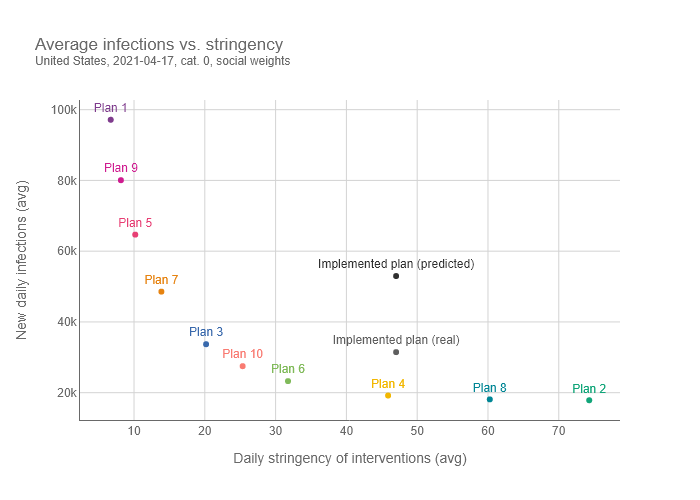 Average infections vs. stringency
United States, 2021-04-17, cat. 0, social weights
100k
Plan 1
80k
Plan 9
Plan 5
60k
Implemented plan (predicted)
Plan 7
40k
Plan 3
Implemented plan (real)
Plan 10
Plan 6
20k
Plan 4
Plan 8
Plan 2
New daily infections (avg)
10 20 30 40 50 60 70
Daily stringency of interventions (avg)